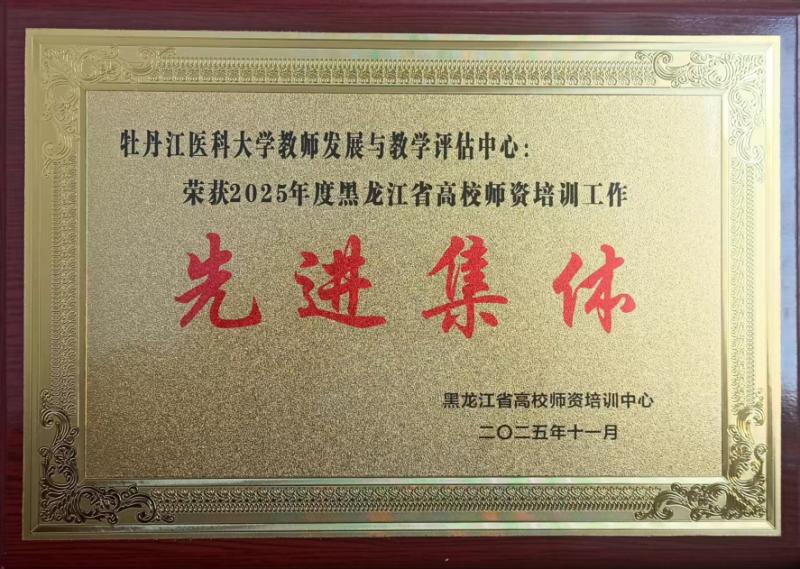 牡丹江医科大学教师发展与教学评估中心：
荣获2025年度黑龙江省高校师资培训工作
先进集体
黑龙江省高校师资培训中心
二〇二五年十一月